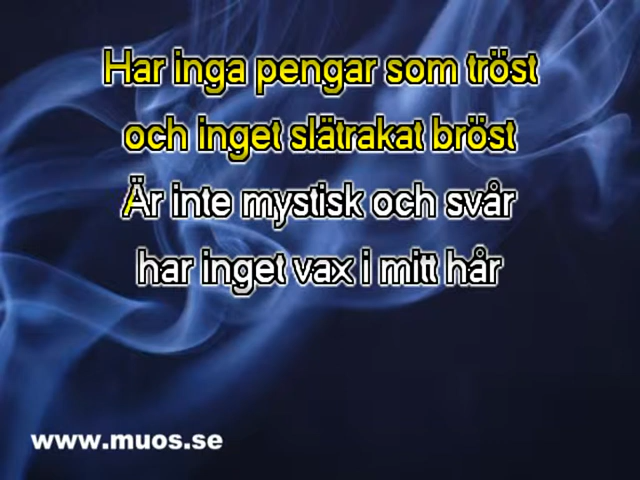 Har inga pengar som tröst
och inget slätrakat bröst
Är inte mystisk och svår
har inget vax i mitt hår
www.muos.se